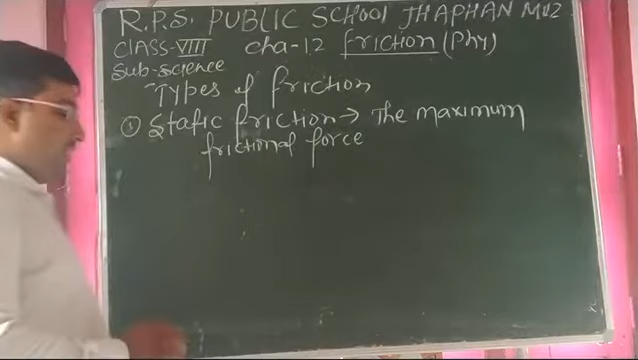 R.P.S. PUBLIC SCHOOL JHAPHAN MUZ
CLASS-VIII cha-12 friction (Phy)
Sub-science
Types of friction
① Static friction → The maximum
frictional force